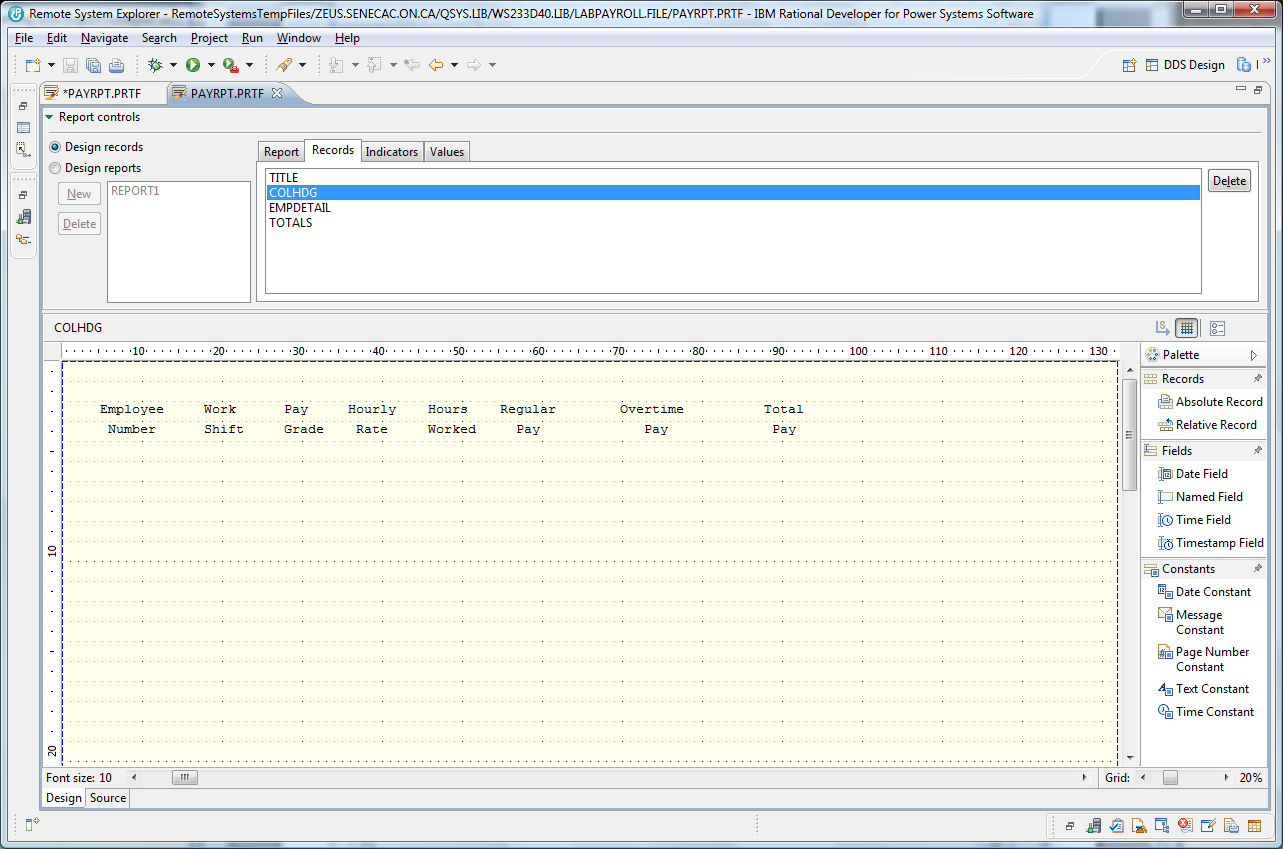 Remote System Explorer - RemoteSystemsTempFiles/ZEUS.SENECAC.ON.CA/QSYS.LIB/WS233D40.LIB/LABPAYROLL.FILE/PAYRPT.PRTF - IBM Rational Developer for Power Systems Software
File Edit Navigate Search Project Run Window Help
DDS Design
*PAYRPT.PRTF PAYRPT.PRTF
Report controls
Design records
Design reports
New
Delete
REPORT1
Report Records Indicators Values
TITLE
COLHDG
EMPDETAIL
TOTALS
Delete
COLHDG
10 20 30 40 50 60 70 80 90 100 110 120 130
Employee Work Pay Hourly Hours Regular Overtime Total
Number Shift Grade Rate Worked Pay Pay Pay
10
20
Palette
Records
Absolute Record
Relative Record
Fields
Date Field
Named Field
Time Field
Timestamp Field
Constants
Date Constant
Message
Constant
Page Number
Constant
Text Constant
Time Constant
Font size: 10
Grid: 20%
Design Source